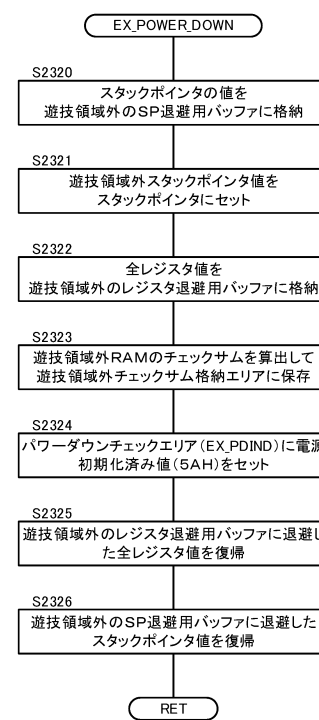 EX_POWER_DOWN
S2320
スタックポインタの値を
遊技領域外のSP退避用バッファに格納
S2321
遊技領域外スタックポインタ値を
スタックポインタにセット
S2322
全レジスタ値を
遊技領域外のレジスタ退避用バッファに格納
S2323
遊技領域外RAMのチェックサムを算出して
遊技領域外チェックサム格納エリアに保存
S2324
パワーダウンチェックエリア(EX_PDIND)に電源
初期化済み値(5AH)をセット
S2325
遊技領域外のレジスタ退避用バッファに退避し
た全レジスタ値を復帰
S2326
遊技領域外のSP退避用バッファに退避した
スタックポインタ値を復帰
RET